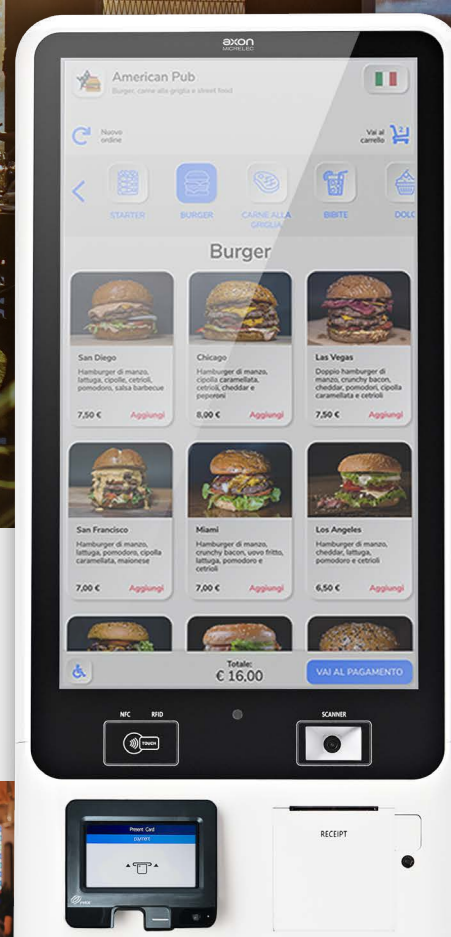 axon
MICRELEC
American Pub
Burger, carne alla griglia e street food
Nuovo
ordine
Vai al
carrello
2
STARTER
BURGER
CARNE ALLA
GRIGLIA
BIBITE
DOLC
Burger
San Diego
Hamburger di manzo,
lattuga, cipolle, cetrioli,
pomodoro, salsa barbecue
7,50 €
Aggiungi
Chicago
Hamburger di manzo,
cipolla caramellata,
cetrioli, cheddar e
peperoni
8,00 €
Aggiungi
Las Vegas
Doppio hamburger di
manzo, crunchy bacon,
cheddar, pomodori, cipolla
caramellata e cetrioli
7,50 €
Aggiungi
San Francisco
Hamburger di manzo,
lattuga, pomodoro, cipolla
caramellata, maionese
7,00 €
Aggiungi
Miami
Hamburger di manzo,
crunchy bacon, uovo fritto,
lattuga, pomodoro e
cetrioli
7,00 €
Aggiungi
Los Angeles
Hamburger di manzo,
cheddar, lattuga,
pomodoro e cetrioli
6,50 €
Aggiungi
Totale:
€ 16,00
VAI AL PAGAMENTO
NFC RFID
TOUCH
SCANNER
Present Card
payment
RECEIPT